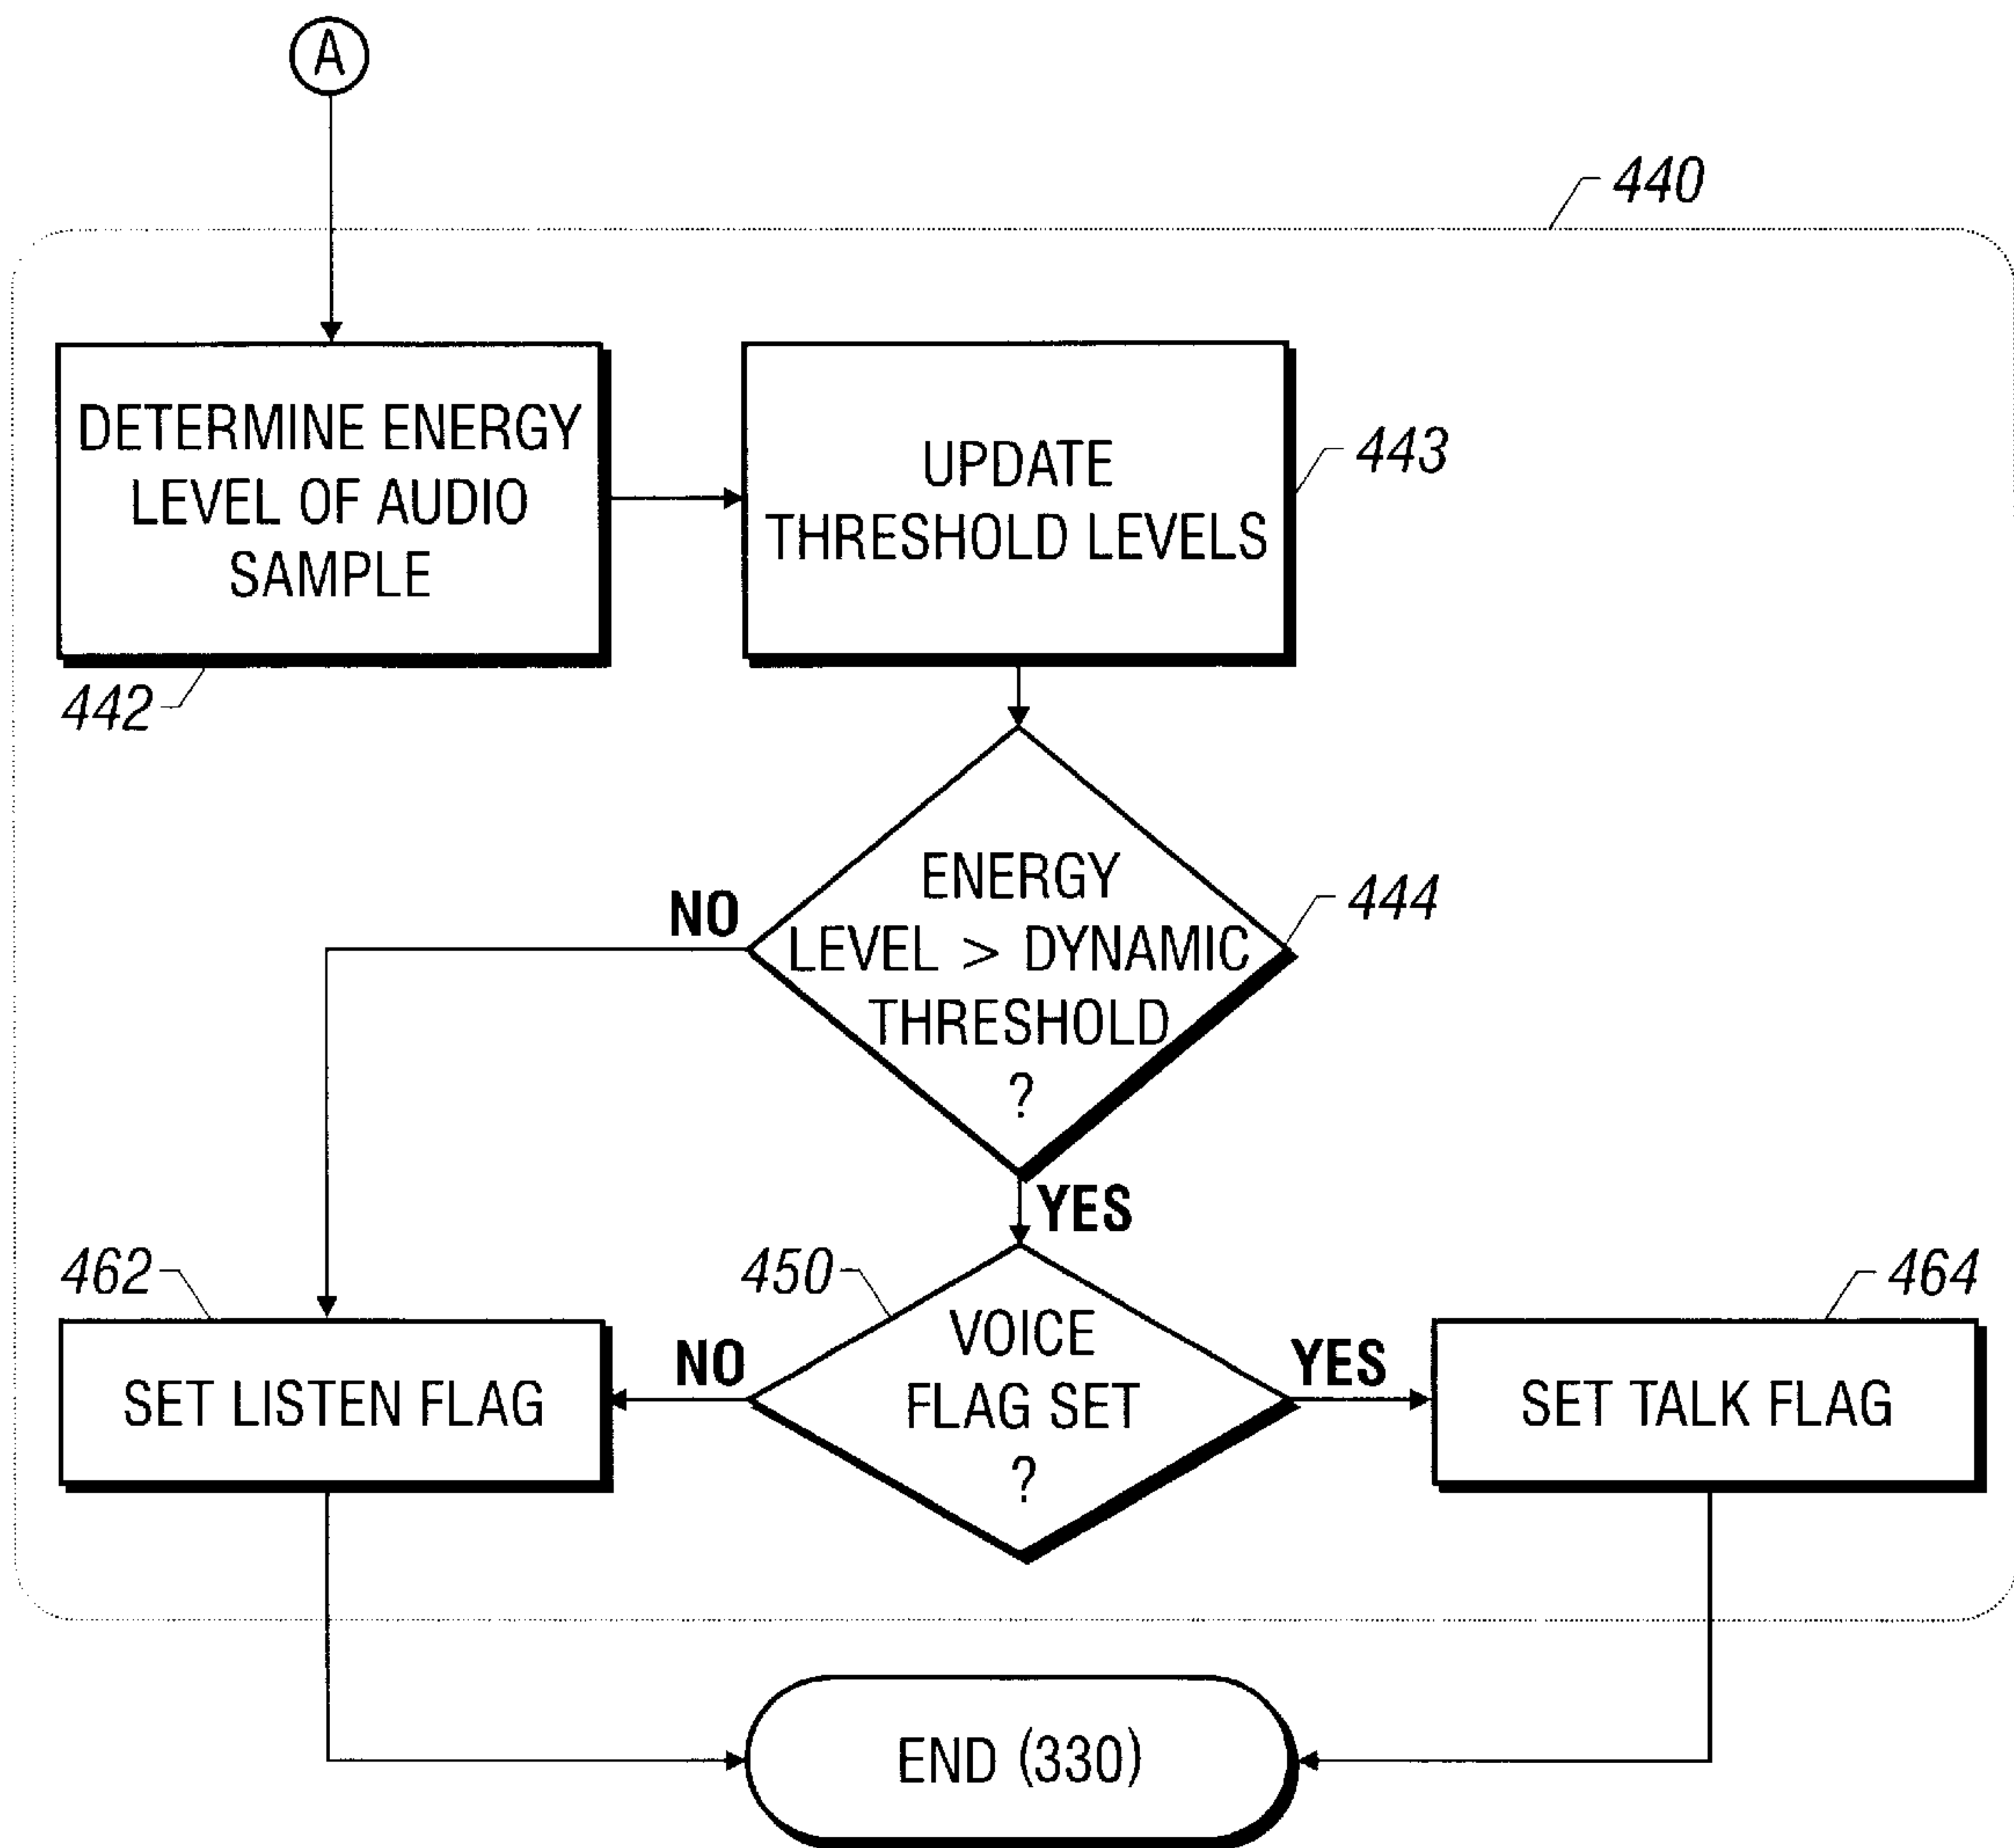 A
440
DETERMINE ENERGY
LEVEL OF AUDIO
SAMPLE
442
UPDATE
THRESHOLD LEVELS
443
ENERGY
LEVEL > DYNAMIC
THRESHOLD
?
444
NO
YES
462
SET LISTEN FLAG
NO
450
VOICE
FLAG SET
?
YES
464
SET TALK FLAG
END (330)